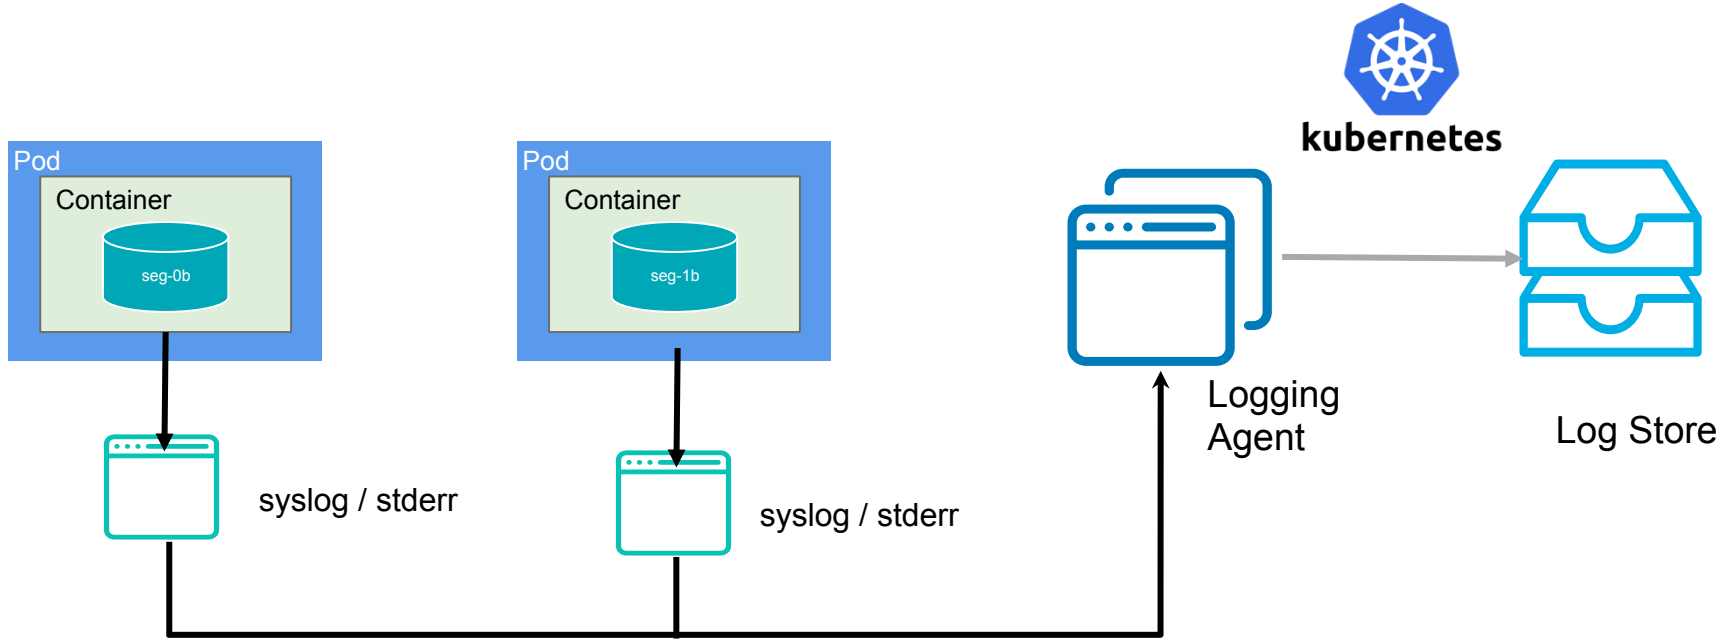 kubernetes
Pod
Container
seg-0b
Pod
Container
seg-1b
syslog / stderr
syslog / stderr
Logging
Agent
Log Store